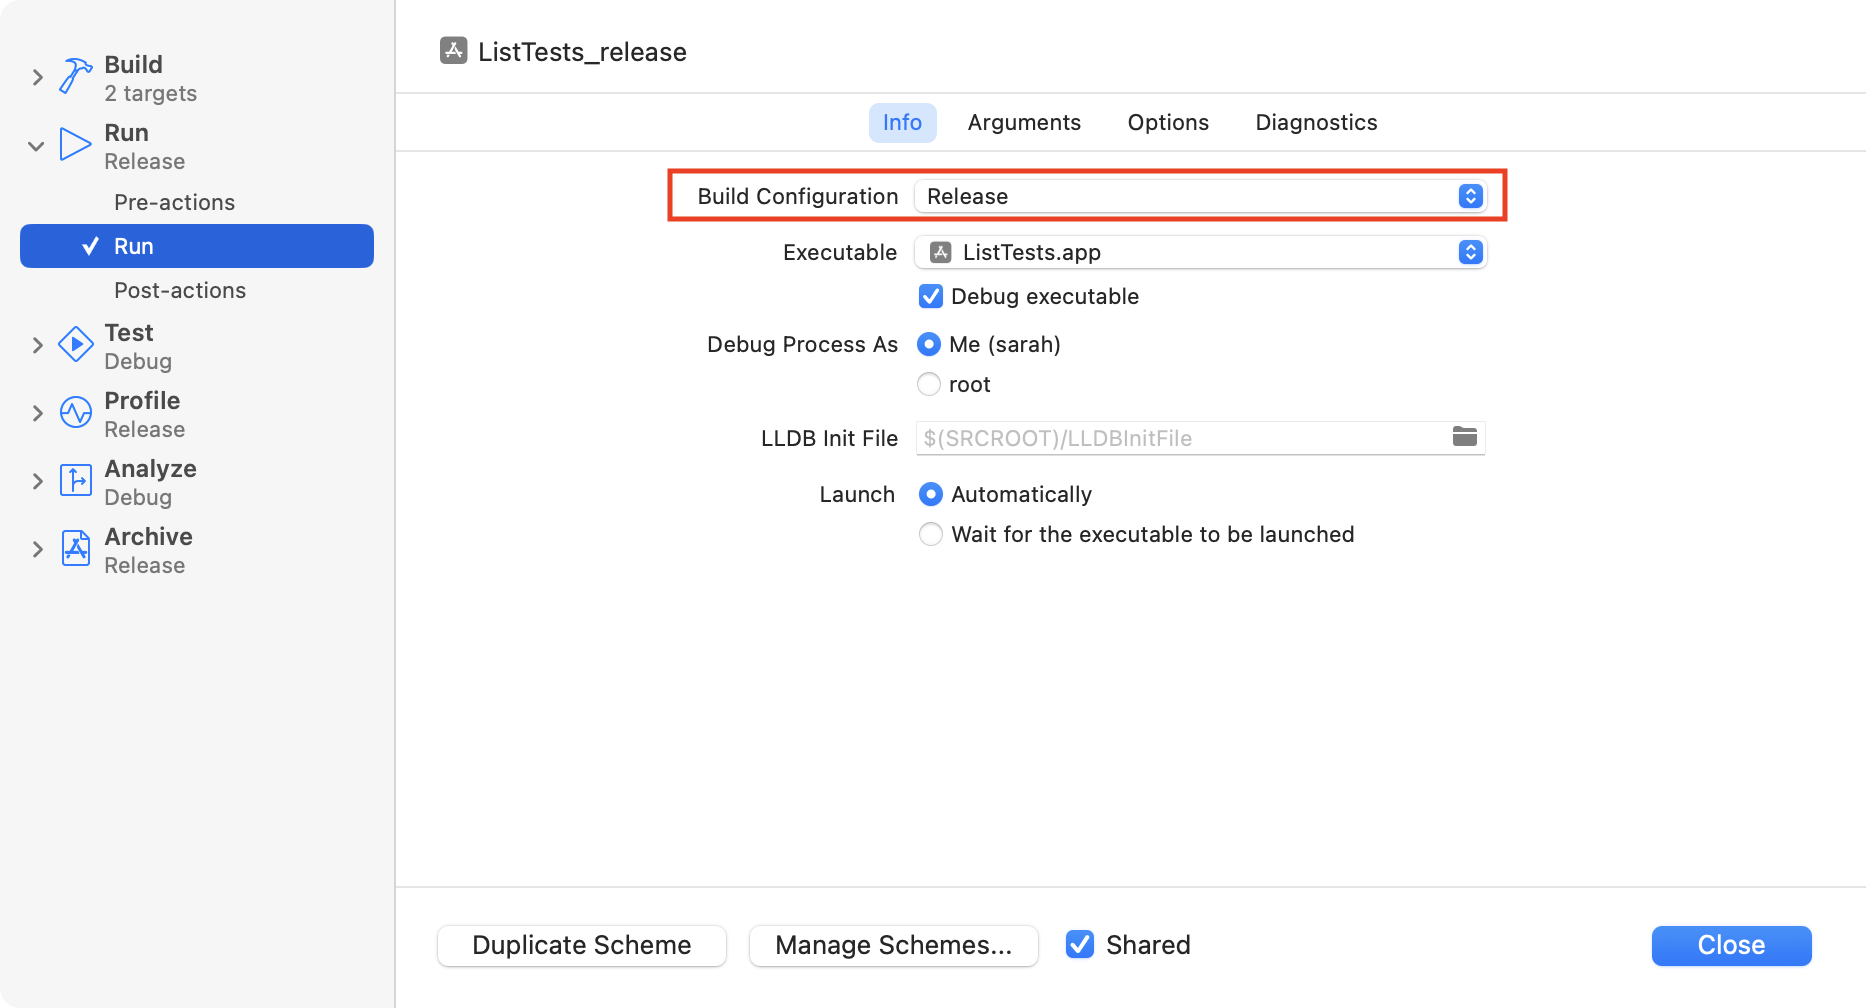 Build
2 targets
Run
Release
Pre-actions
Run
Post-actions
Test
Debug
Profile
Release
Analyze
Debug
Archive
Release
ListTests_release
Info Arguments Options Diagnostics
Build Configuration Release
Executable ListTests.app
Debug executable
Debug Process As Me (sarah)
root
LLDB Init File $(SRCROOT)/LLDBInitFile
Launch Automatically
Wait for the executable to be launched
Duplicate Scheme Manage Schemes... Shared Close